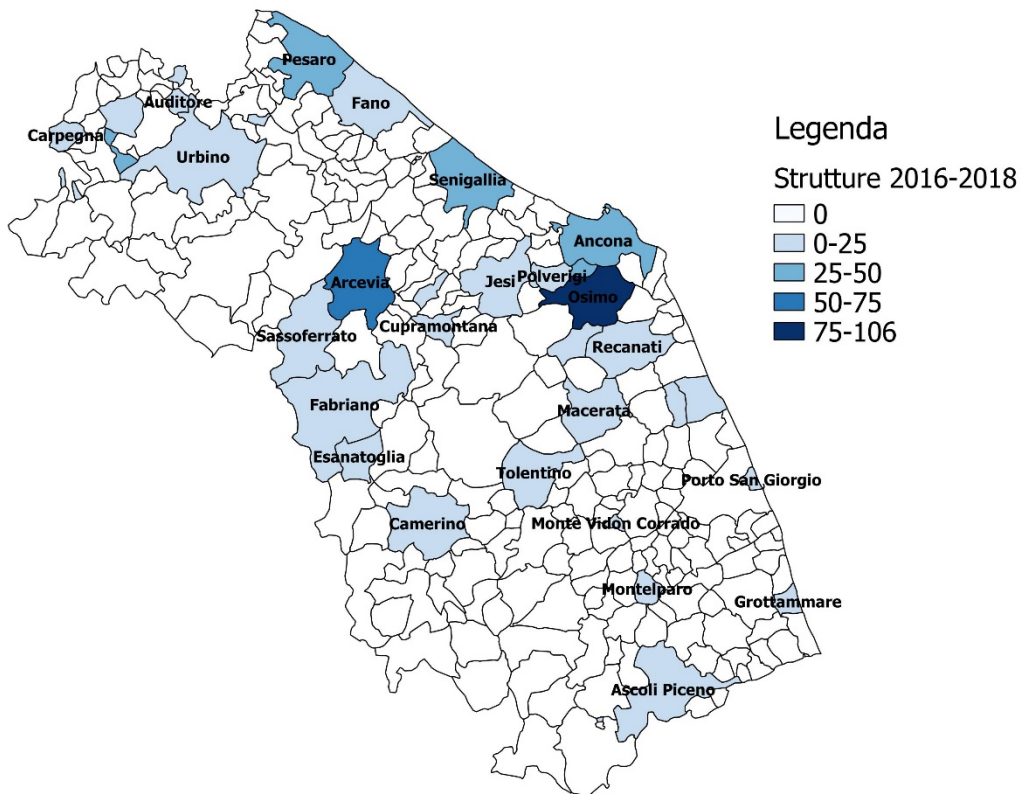 Pesaro
Fano
Auditore
Carpegna
Urbino
Senigallia
Ancona
Arcevia
Jesi
Polverigi
Osimo
Cupramontana
Sassoferrato
Recanati
Fabriano
Macerata
Esanatoglia
Tolentino
Porto San Giorgio
Camerino
Monte Vidon Corrado
Montelparo
Grottammare
Ascoli Piceno
Legenda
Strutture 2016-2018
0
0-25
25-50
50-75
75-106